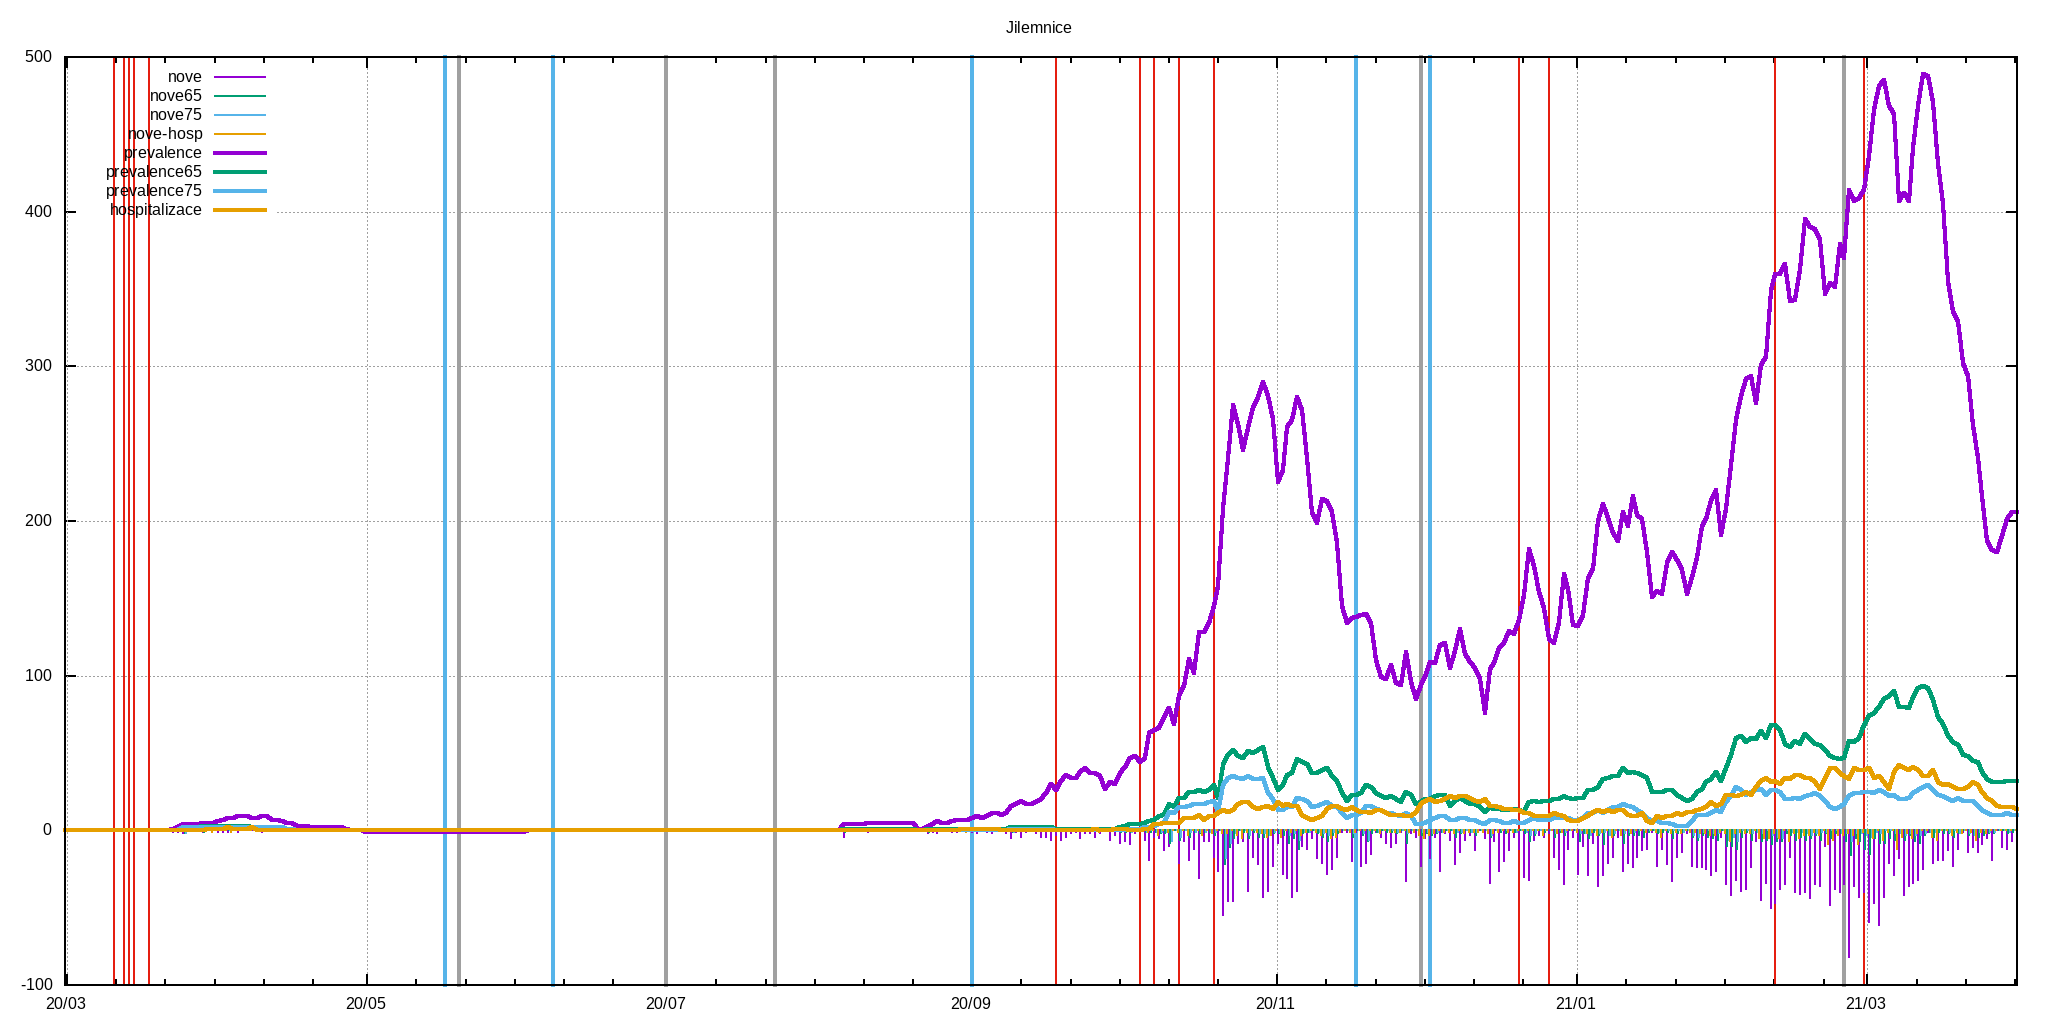 Jilemnice
500
nove
nove65
nove75
nove-hosp
prevalence
prevalence65
prevalence75
hospitalizace
400
300
200
100
0
-100
20/03 20/05 20/07 20/09 20/11 21/01 21/03